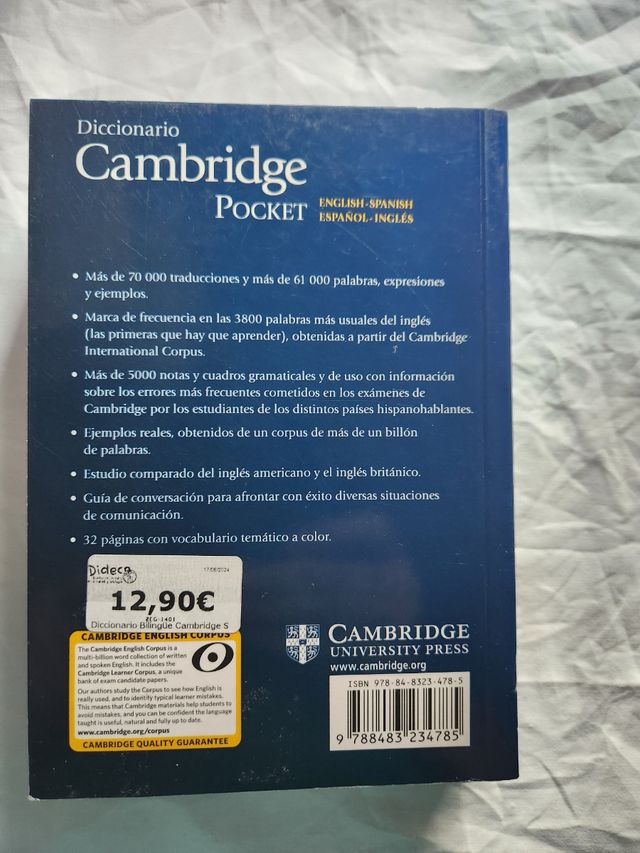 Diccionario
Cambridge
POCKET
ENGLISH-SPANISH
ESPAÑOL-INGLÉS
• Más de 70 000 traducciones y más de 61 000 palabras, expresiones
y ejemplos.
• Marca de frecuencia en las 3800 palabras más usuales del inglés
(las primeras que hay que aprender), obtenidas a partir del Cambridge
International Corpus.
• Más de 5000 notas y cuadros gramaticales y de uso con información
sobre los errores más frecuentes cometidos en los exámenes de
Cambridge por los estudiantes de los distintos países hispanohablantes.
• Ejemplos reales, obtenidos de un corpus de más de un billón
de palabras.
• Estudio comparado del inglés americano y el inglés británico.
• Guía de conversación para afrontar con éxito diversas situaciones
de comunicación.
• 32 páginas con vocabulario temático a color.
Dideco
17/08/2024
12,90€
Diccionario Bilingüe Cambridge S
CAMBRIDGE ENGLISH CORPUS
The Cambridge English Corpus is a
multi-billion word collection of written
and spoken English. It includes the
Cambridge Learner Corpus, a unique
bank of exam candidate papers.
Our authors study the Corpus to see how English is
really used, and to identify typical learner mistakes.
This means that Cambridge materials help students to
avoid mistakes, and you can be confident the language
taught is useful, natural and fully up to date.
www.cambridge.org/corpus
CAMBRIDGE QUALITY GUARANTEE
CAMBRIDGE
UNIVERSITY PRESS
www.cambridge.org
ISBN 978-84-8323-478-5
9 788483 234785